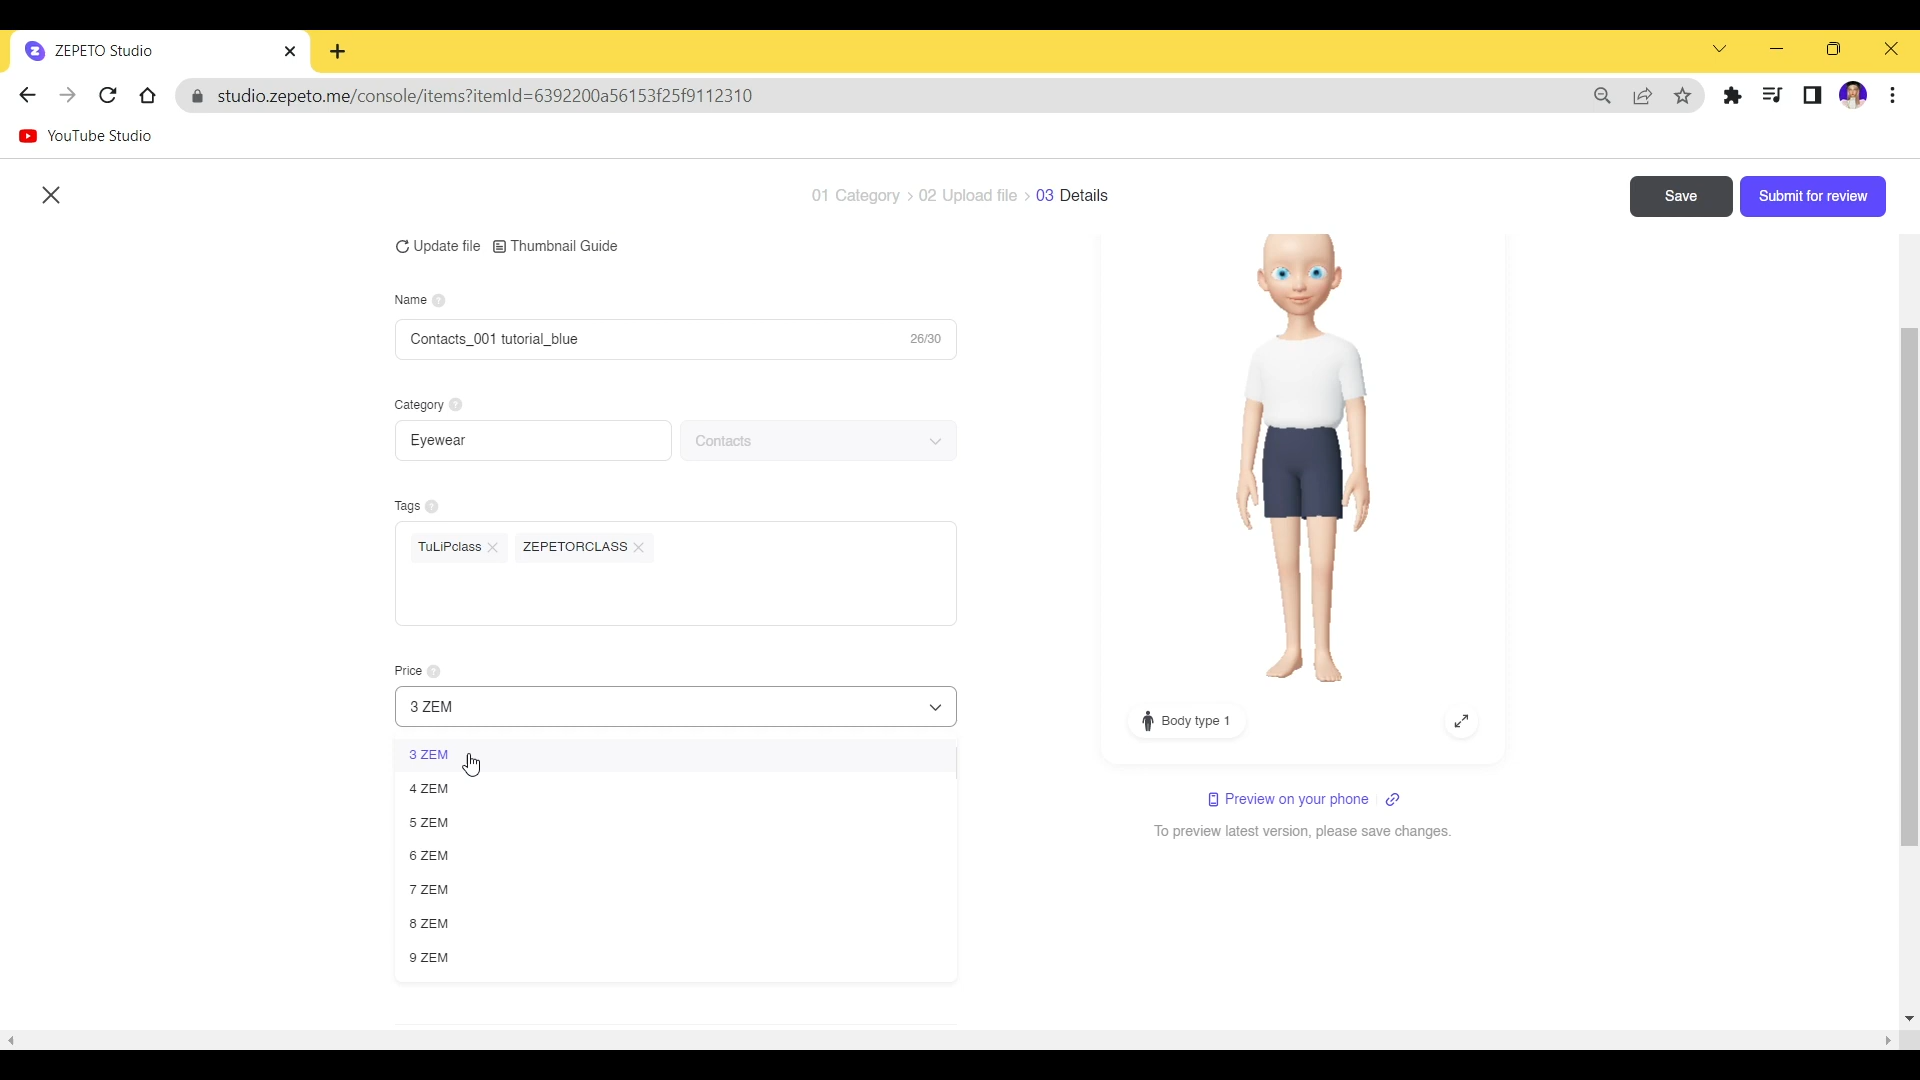 ZEPETO Studio
studio.zepeto.me/console/items?itemId=6392200a56153f25f9112310
YouTube Studio
01 Category > 02 Upload file > 03 Details
Save
Submit for review
Update file
Thumbnail Guide
Name ?
Contacts_001 tutorial_blue
26/30
Category ?
Eyewear
Contacts
Tags ?
TuLiPclass
ZEPETORCLASS
Price ?
3 ZEM
3 ZEM
4 ZEM
5 ZEM
6 ZEM
7 ZEM
8 ZEM
9 ZEM
Body type 1
Preview on your phone
To preview latest version, please save changes.